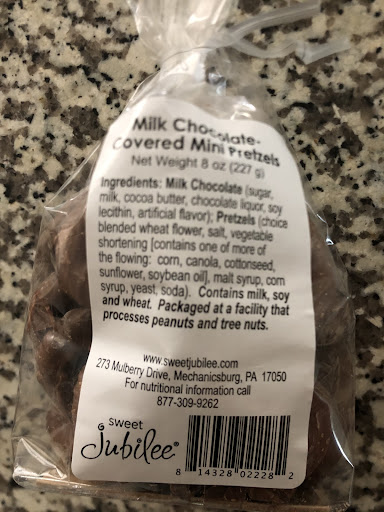 Milk Chocolate-
Covered Mini Pretzels
Net Weight 8 oz (227 g)
Ingredients: Milk Chocolate (sugar,
milk, cocoa butter, chocolate liquor, soy
lecithin, artificial flavor); Pretzels (choice
blended wheat flower, salt, vegetable
shortening [contains one of more of
the flowing: corn, canola, cottonseed,
sunflower, soybean oil], malt syrup, corn
syrup, yeast, soda). Contains milk, soy
and wheat. Packaged at a facility that
processes peanuts and tree nuts.
www.sweetjubilee.com
273 Mulberry Drive, Mechanicsburg, PA 17050
For nutritional information call
877-309-9262
sweet
Jubilee®
8 14328 02228 2